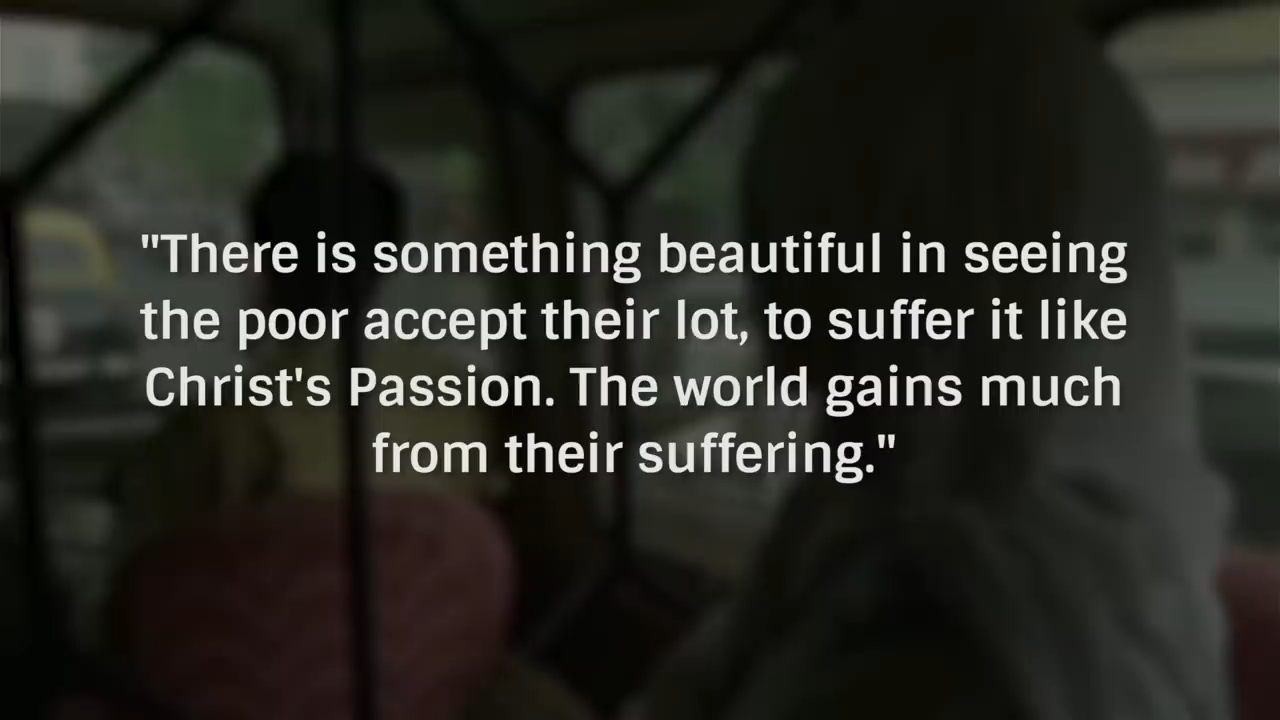 "There is something beautiful in seeing
the poor accept their lot, to suffer it like
Christ's Passion. The world gains much
from their suffering."